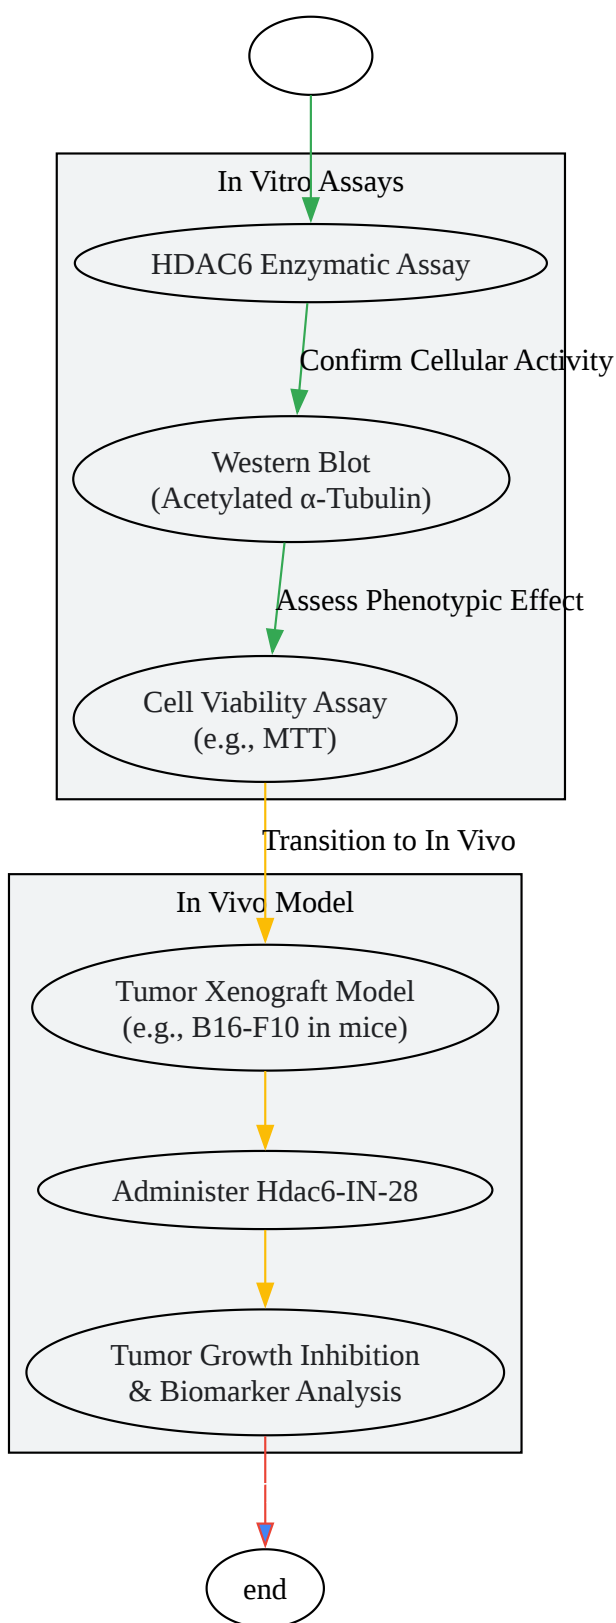 In Vitro Assays
HDAC6 Enzymatic Assay
Confirm Cellular Activity
Western Blot
(Acetylated α-Tubulin)
Assess Phenotypic Effect
Cell Viability Assay
(e.g., MTT)
Transition to In Vivo
In Vivo Model
Tumor Xenograft Model
(e.g., B16-F10 in mice)
Administer Hdac6-IN-28
Tumor Growth Inhibition
& Biomarker Analysis
end